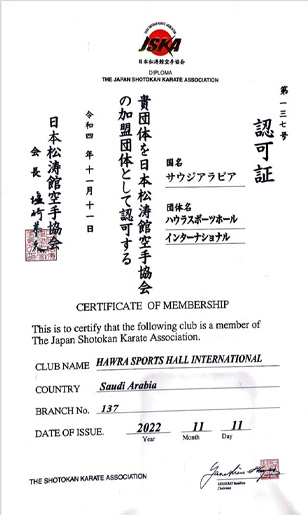 JSKA
日本松涛館空手協会
DIPLOMA
THE JAPAN SHOTOKAN KARATE ASSOCIATION
第一三七号
認可証
国名
サウジアラビア
団体名
ハウラスポーツホール
インターナショナル
貴団体を日本松涛館空手協会
の加盟団体として認可する
令和四年十一月十一日
日本松涛館空手協会
会長
CERTIFICATE OF MEMBERSHIP
This is to certify that the following club is a member of
The Japan Shotokan Karate Association.
CLUB NAME HAWRA SPORTS HALL INTERNATIONAL
COUNTRY Saudi Arabia
BRANCH No. 137
DATE OF ISSUE. 2022 11 11
Year Month Day
THE SHOTOKAN KARATE ASSOCIATION
Chairman